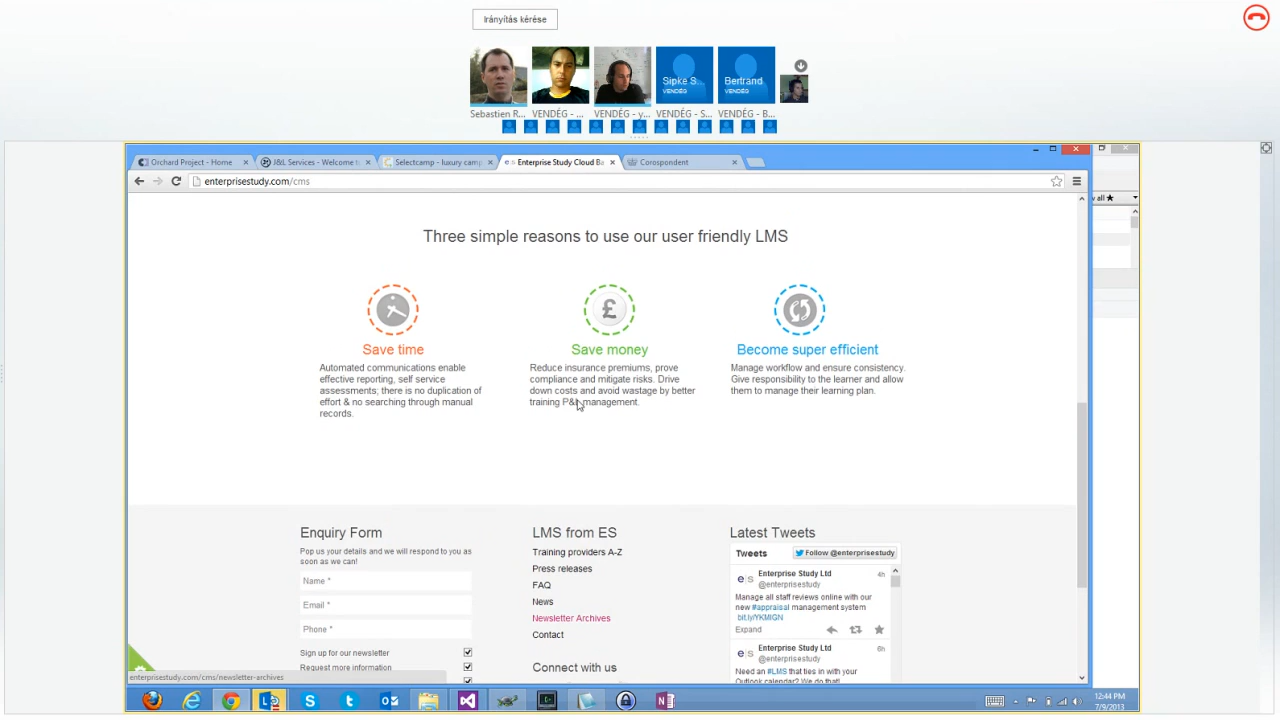 Irányítás kérése
Sipke S...
VENDÉG
Bertrand
VENDÉG
Sebastien R...
VENDÉG - ...
VENDÉG - y...
VENDÉG - S...
VENDÉG - B...
Orchard Project - Home
J&L Services - Welcome t
Selectcamp - luxury camp
Enterprise Study Cloud Ba
Corospondent
enterprisestudy.com/cms
w all
Three simple reasons to use our user friendly LMS
Save time
Automated communications enable
effective reporting, self service
assessments; there is no duplication of
effort & no searching through manual
records.
Save money
Reduce insurance premiums, prove
compliance and mitigate risks. Drive
down costs and avoid wastage by better
training P& management.
Become super efficient
Manage workflow and ensure consistency.
Give responsibility to the learner and allow
them to manage their learning plan.
Enquiry Form
Pop us your details and we will respond to you as
soon as we can!
Name *
Email *
Phone *
Sign up for our newsletter
Request more information
LMS from ES
Training providers A-Z
Press releases
FAQ
News
Newsletter Archives
Contact
Connect with us
Latest Tweets
Tweets
Follow @enterprisestudy
e|s
Enterprise Study Ltd
4h
@enterprisestudy
Manage all staff reviews online with our
new #appraisal management system
bit.ly/YKMIGN
Expand
e|s
Enterprise Study Ltd
6h
@enterprisestudy
Need an #LMS that ties in with your
Outlook calendar? We do that!
enterprisestudy.com/cms/newsletter-archives
12:44 PM
7/9/2013